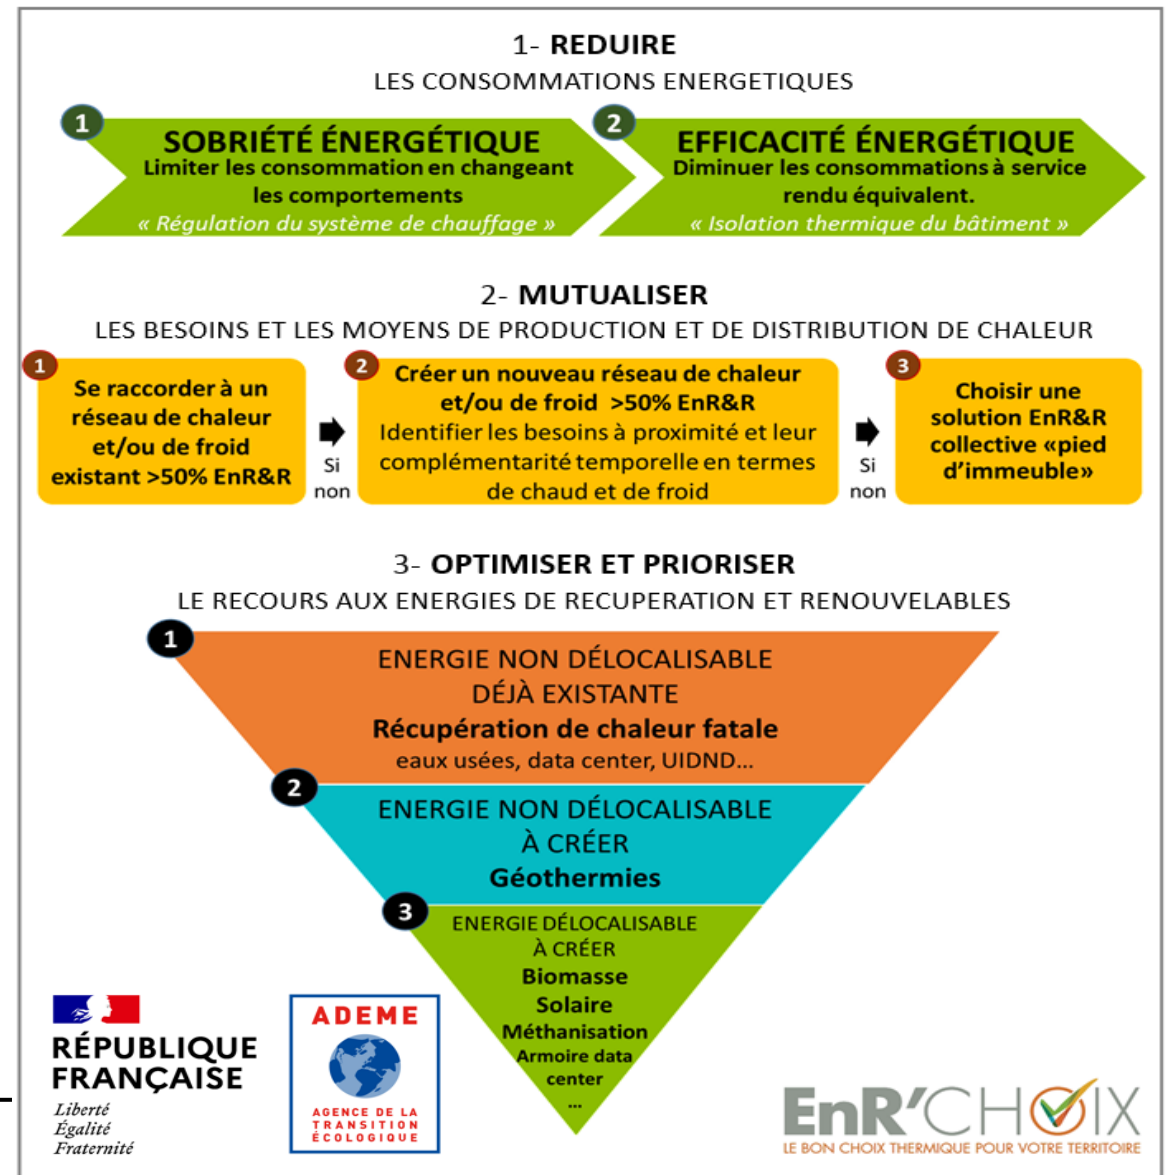 1- REDUIRE
LES CONSOMMATIONS ENERGETIQUES
1
SOBRIÉTÉ ÉNERGÉTIQUE
Limiter les consommation en changeant
les comportements
« Régulation du système de chauffage »
2
EFFICACITÉ ÉNERGÉTIQUE
Diminuer les consommations à service
rendu équivalent.
« Isolation thermique du bâtiment »
2- MUTUALISER
LES BESOINS ET LES MOYENS DE PRODUCTION ET DE DISTRIBUTION DE CHALEUR
1
Se raccorder à un
réseau de chaleur
et/ou de froid
existant >50% EnR&R
Si
non
2
Créer un nouveau réseau de chaleur
et/ou de froid >50% EnR&R
Identifier les besoins à proximité et leur
complémentarité temporelle en termes
de chaud et de froid
Si
non
3
Choisir une
solution EnR&R
collective «pied
d’immeuble»
3- OPTIMISER ET PRIORISER
LE RECOURS AUX ENERGIES DE RECUPERATION ET RENOUVELABLES
1
ENERGIE NON DÉLOCALISABLE
DÉJÀ EXISTANTE
Récupération de chaleur fatale
eaux usées, data center, UIDND...
2
ENERGIE NON DÉLOCALISABLE
À CRÉER
Géothermies
3
ENERGIE DÉLOCALISABLE
À CRÉER
Biomasse
Solaire
Méthanisation
Armoire data
center
...
RÉPUBLIQUE
FRANÇAISE
Liberté
Égalité
Fraternité
ADEME
AGENCE DE LA
TRANSITION
ÉCOLOGIQUE
EnR’CHOIX
LE BON CHOIX THERMIQUE POUR VOTRE TERRITOIRE